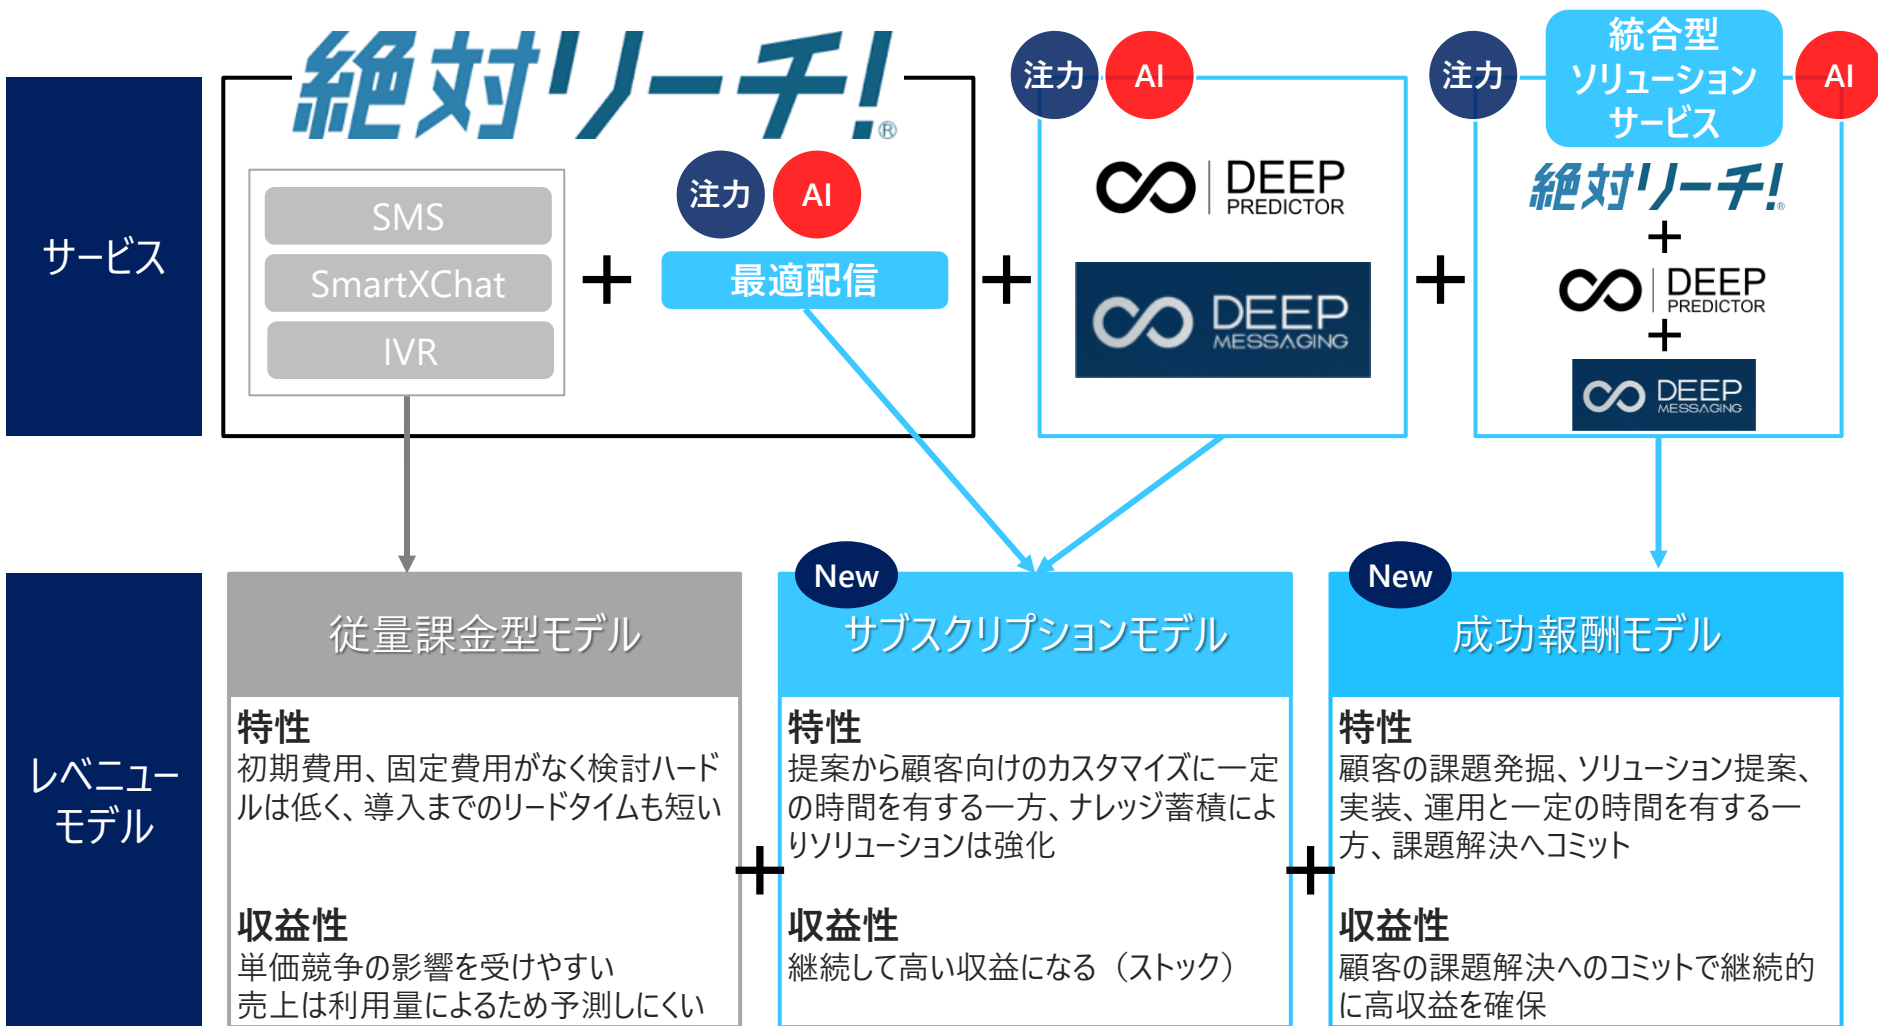 サービス
絶対リーチ!®
SMS
SmartXChat
IVR
+
注力
AI
最適配信
+
注力
AI
DEEP
PREDICTOR
DEEP
MESSAGING
+
注力
統合型
ソリューション
サービス
AI
絶対リーチ!®
+
DEEP
PREDICTOR
+
DEEP
MESSAGING
レベニュー
モデル
従量課金型モデル
特性
初期費用、固定費用がなく検討ハード
ルは低く、導入までのリードタイムも短い
収益性
単価競争の影響を受けやすい
売上は利用量によるため予測しにくい
+
New
サブスクリプションモデル
特性
提案から顧客向けのカスタマイズに一定
の時間を有する一方、ナレッジ蓄積によ
りソリューションは強化
収益性
継続して高い収益になる（ストック）
+
New
成功報酬モデル
特性
顧客の課題発掘、ソリューション提案、
実装、運用と一定の時間を有する一
方、課題解決へコミット
収益性
顧客の課題解決へのコミットで継続的
に高収益を確保